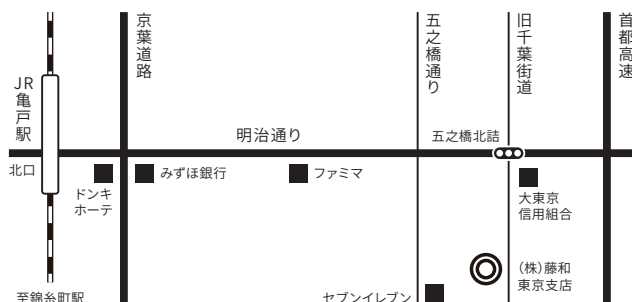 京葉道路
五之橋通り
旧千葉街道
首都高速
JR
亀戸駅
明治通り
五之橋北詰
北口
みずほ銀行
ファミマ
ドンキ
ホーテ
大東京
信用組合
(株)藤和
東京支店
至錦糸町駅
セブンイレブン